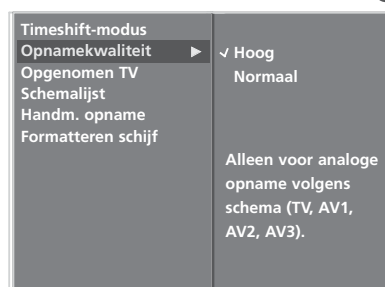 Timeshift-modus
Opnamekwaliteit
Opgenomen TV
Schemalijst
Handm. opname
Formatteren schijf
Hoog
Normaal
Alleen voor analoge
opname volgens
schema (TV, AV1,
AV2, AV3).